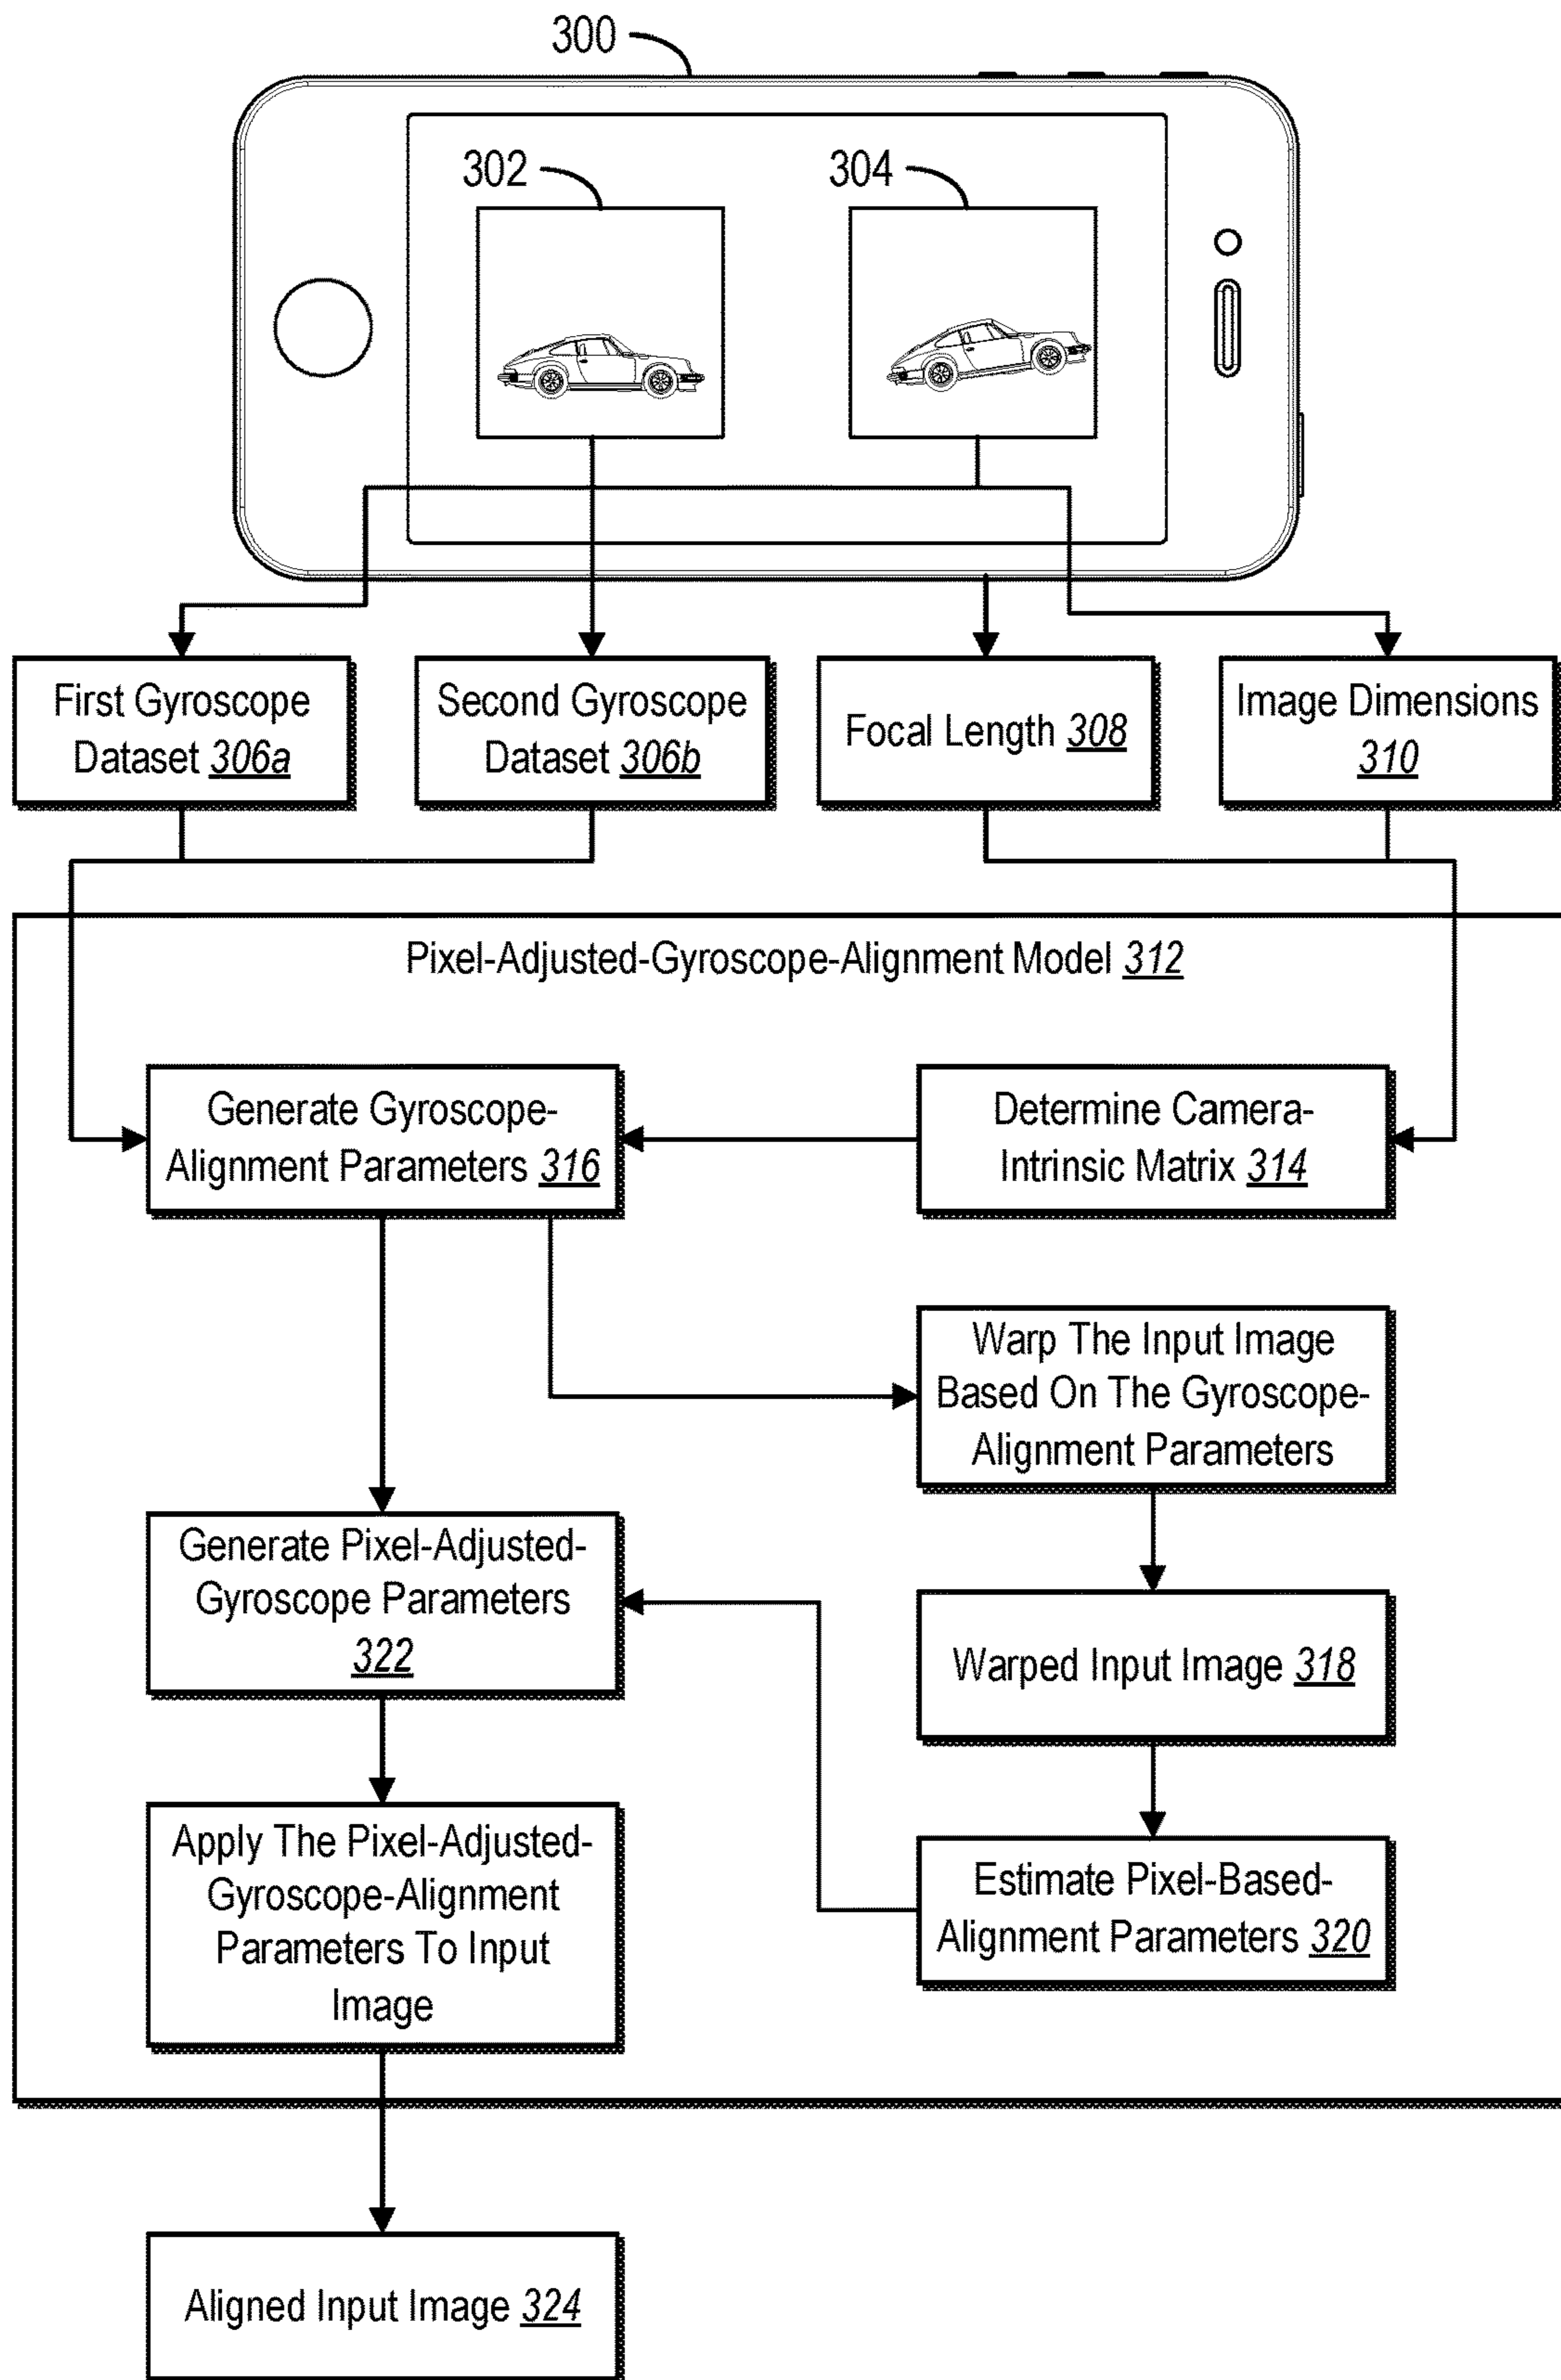 300
302
304
First Gyroscope
Dataset 306a
Second Gyroscope
Dataset 306b
Focal Length 308
Image Dimensions
310
Pixel-Adjusted-Gyroscope-Alignment Model 312
Generate Gyroscope-
Alignment Parameters 316
Determine Camera-
Intrinsic Matrix 314
Warp The Input Image
Based On The Gyroscope-
Alignment Parameters
Generate Pixel-Adjusted-
Gyroscope Parameters
322
Warped Input Image 318
Apply The Pixel-Adjusted-
Gyroscope-Alignment
Parameters To Input
Image
Estimate Pixel-Based-
Alignment Parameters 320
Aligned Input Image 324